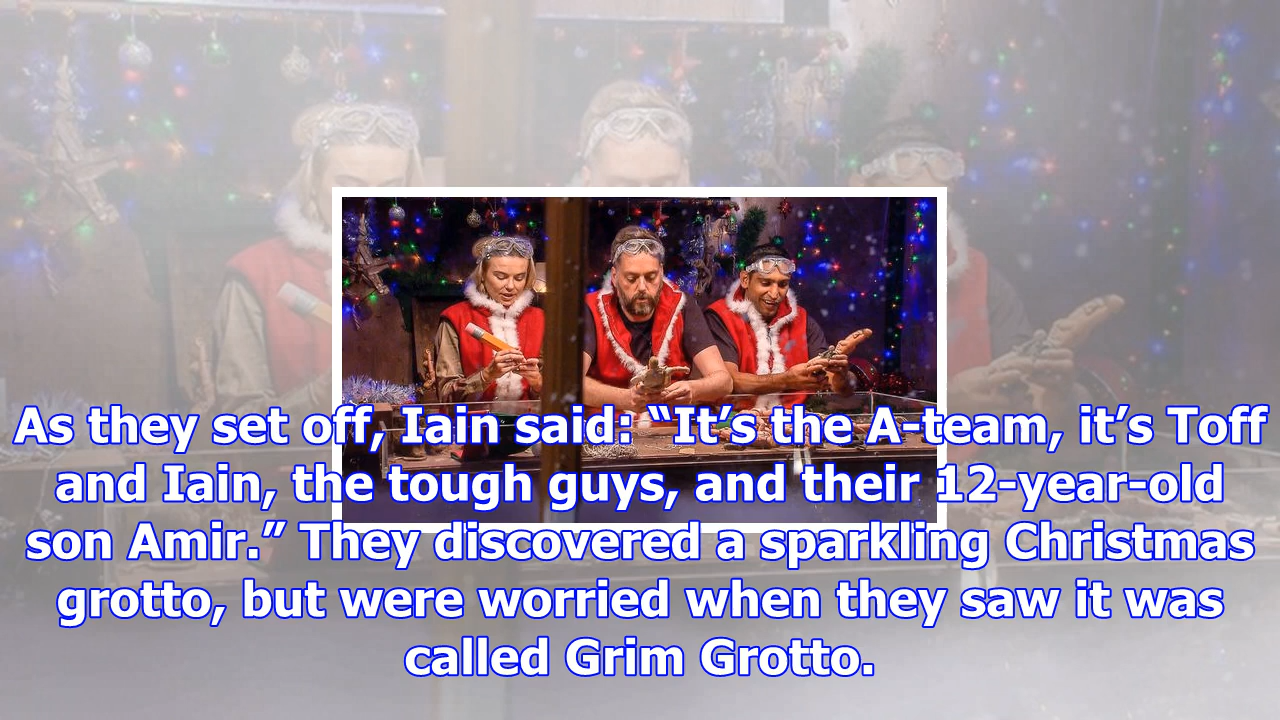 As they set off, Iain said: “It’s the A-team, it’s Toff
and Iain, the tough guys, and their 12-year-old
son Amir.” They discovered a sparkling Christmas
grotto, but were worried when they saw it was
called Grim Grotto.